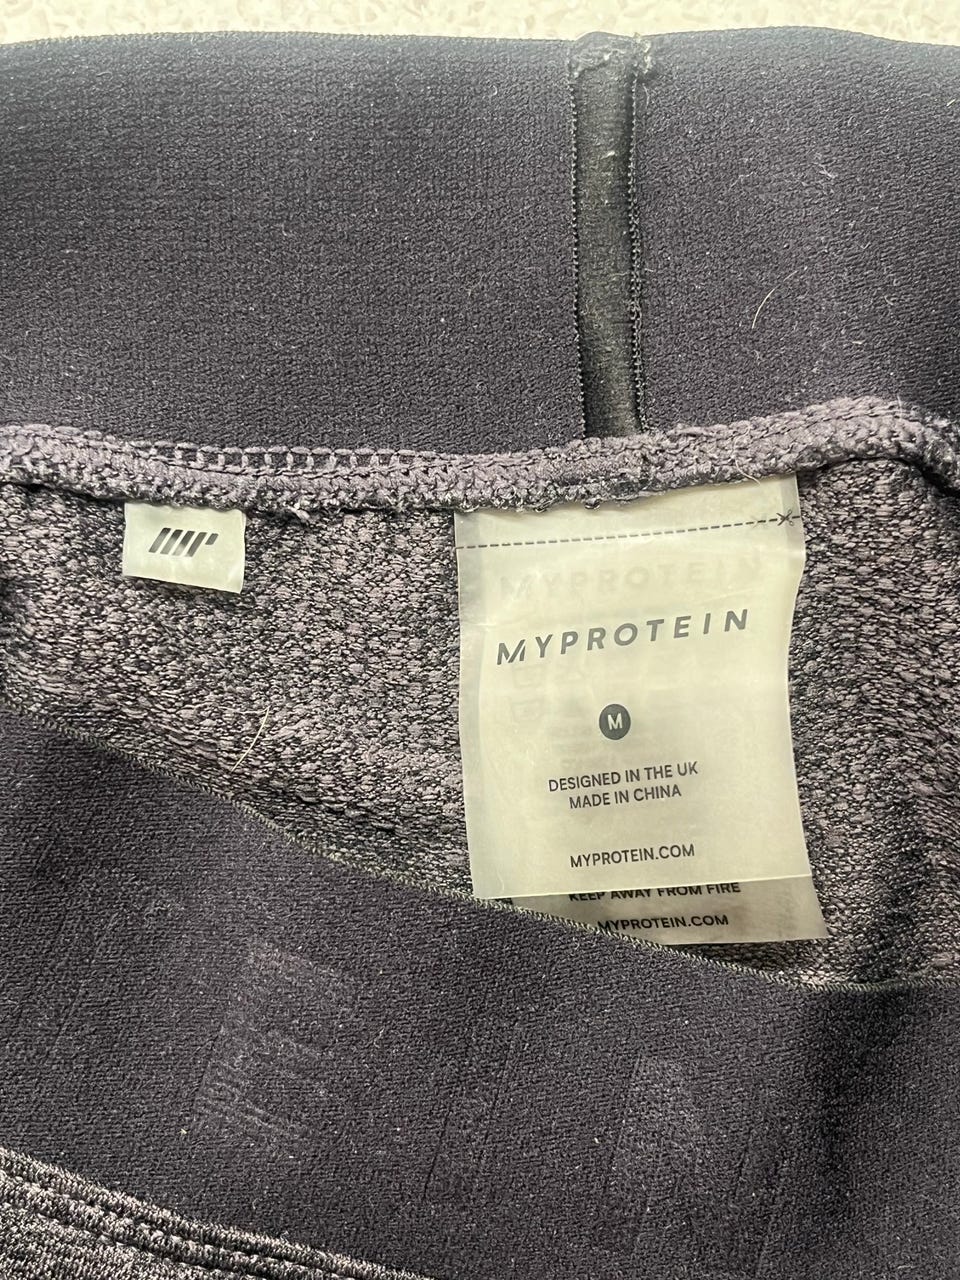 MYPROTEIN
M
DESIGNED IN THE UK
MADE IN CHINA
MYPROTEIN.COM
KEEP AWAY FROM FIRE
MYPROTEIN.COM